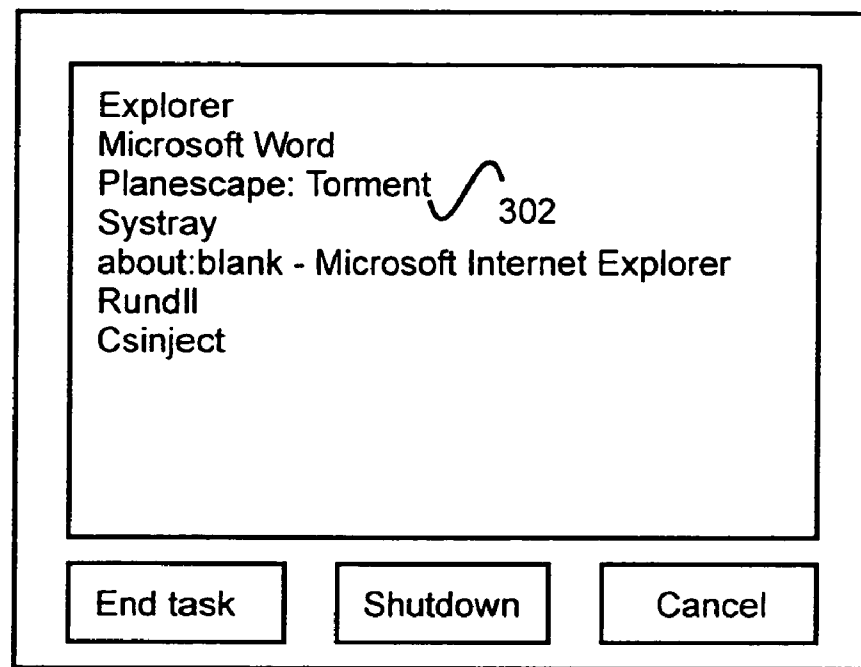 Explorer
Microsoft Word
Planescape: Torment
302
Systray
about:blank - Microsoft Internet Explorer
Rundll
Csinject
End task
Shutdown
Cancel